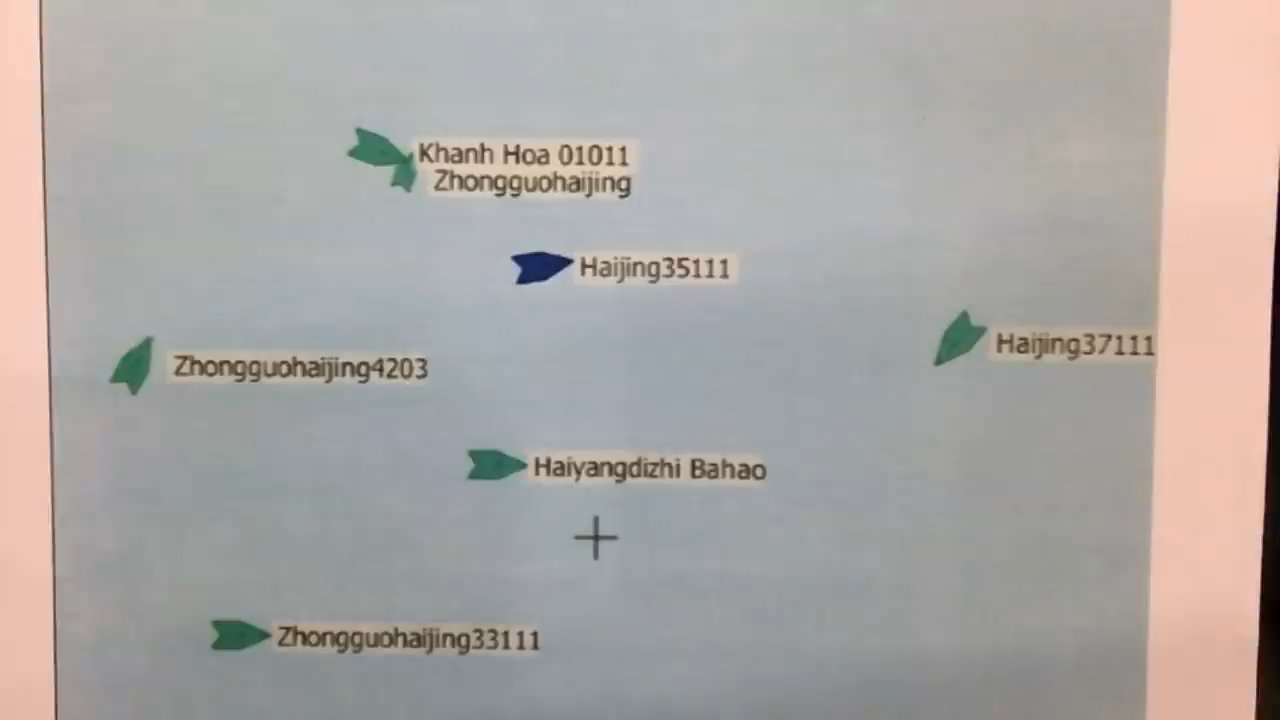 Khanh Hoa 01011
Zhongguohaijing
Haijing35111
Haijing37111
Zhongguohaijing4203
Haiyangdizhi Bahao
Zhongguohaijing33111